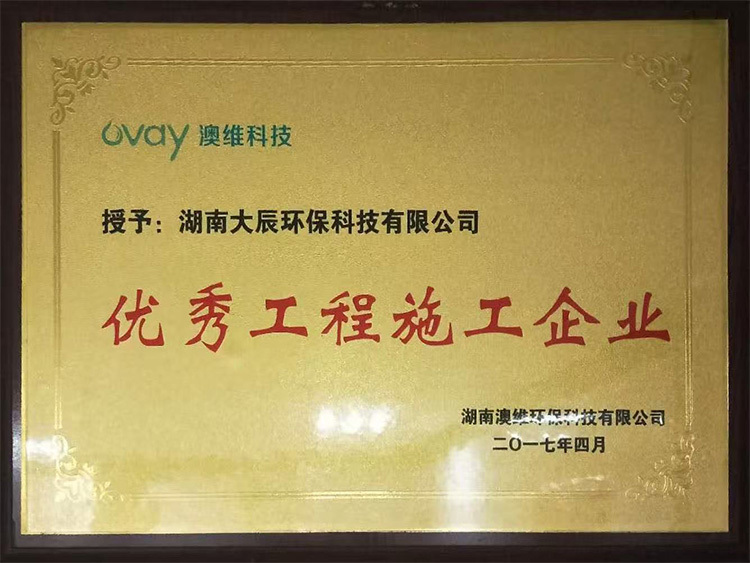 Ovay 澳维科技
授予：湖南大辰环保科技有限公司
优秀工程施工企业
湖南澳维环保科技有限公司
二〇一七年四月